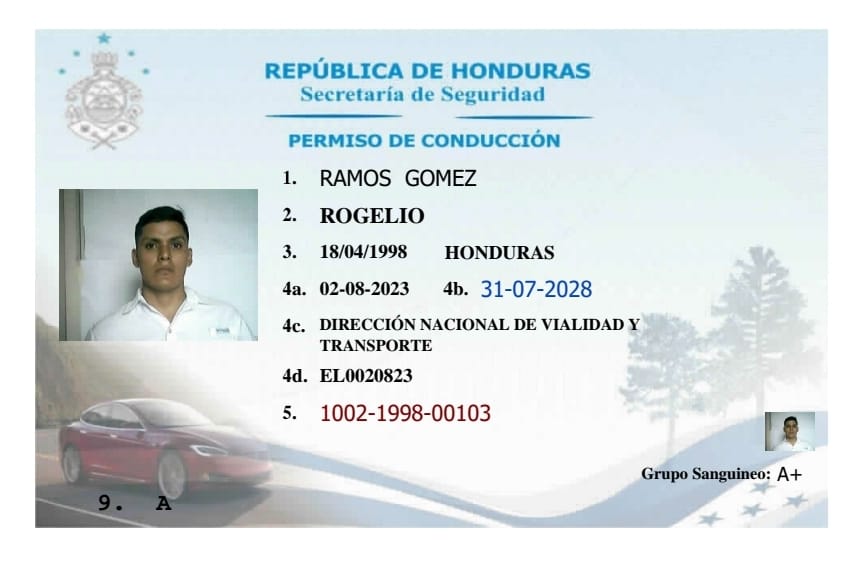 REPÚBLICA DE HONDURAS
Secretaría de Seguridad
PERMISO DE CONDUCCIÓN
1. RAMOS GOMEZ
2. ROGELIO
3. 18/04/1998 HONDURAS
4a. 02-08-2023 4b. 31-07-2028
4c. DIRECCIÓN NACIONAL DE VIALIDAD Y
TRANSPORTE
4d. EL0020823
5. 1002-1998-00103
Grupo Sanguineo: A+
9. A